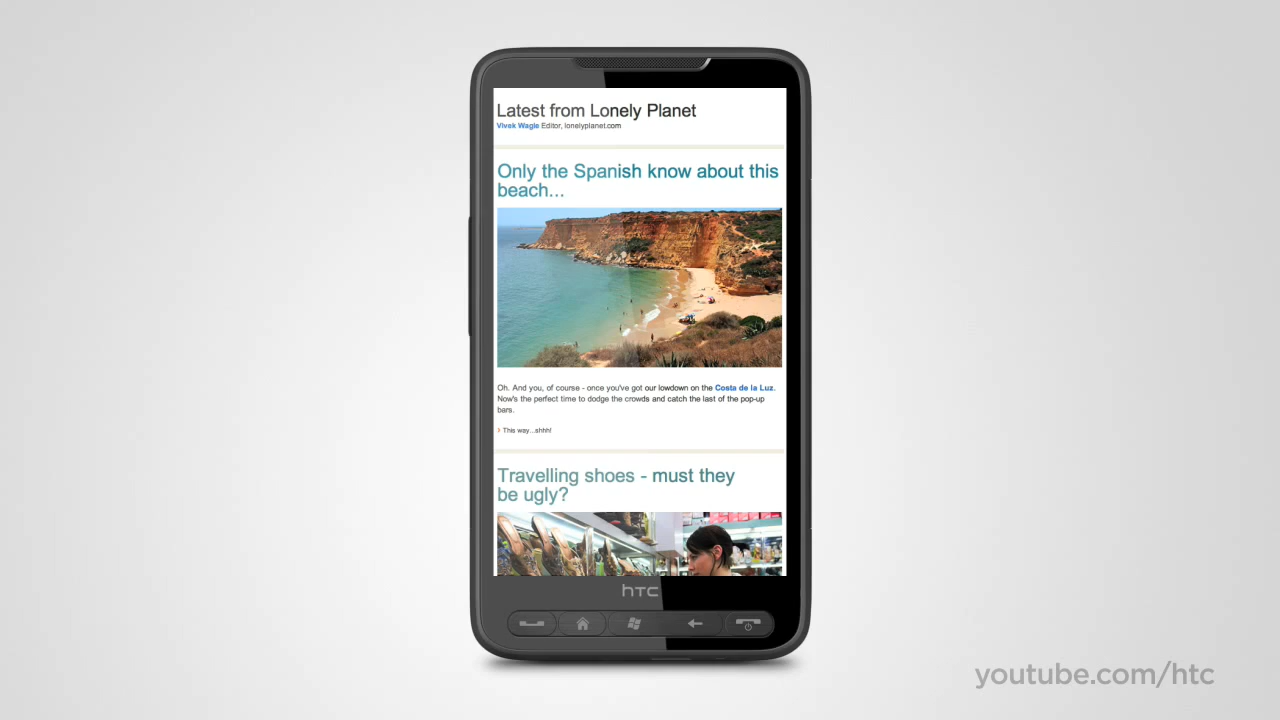 Latest from Lonely Planet
Vivek Wagle Editor, lonelyplanet.com
Only the Spanish know about this
beach...
Oh. And you, of course - once you've got our lowdown on the Costa de la Luz.
Now's the perfect time to dodge the crowds and catch the last of the pop-up
bars.
› This way...shhh!
Travelling shoes - must they
be ugly?
hTC
youtube.com/htc